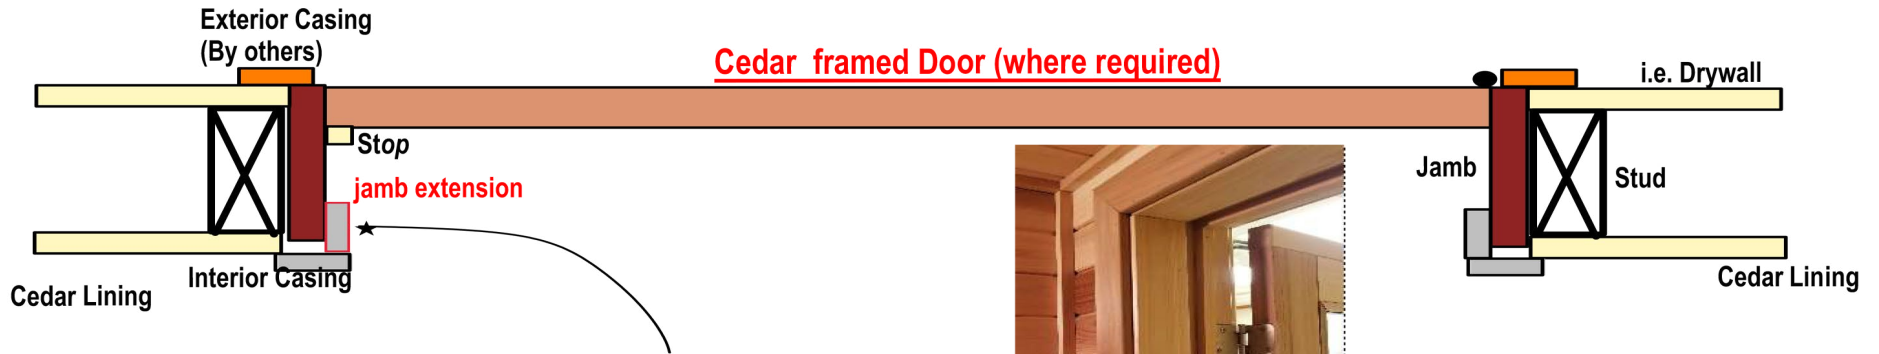 Exterior Casing
(By others)
Cedar framed Door (where required)
i.e. Drywall
Stop
Jamb
Stud
jamb extension
Interior Casing
Cedar Lining
Cedar Lining